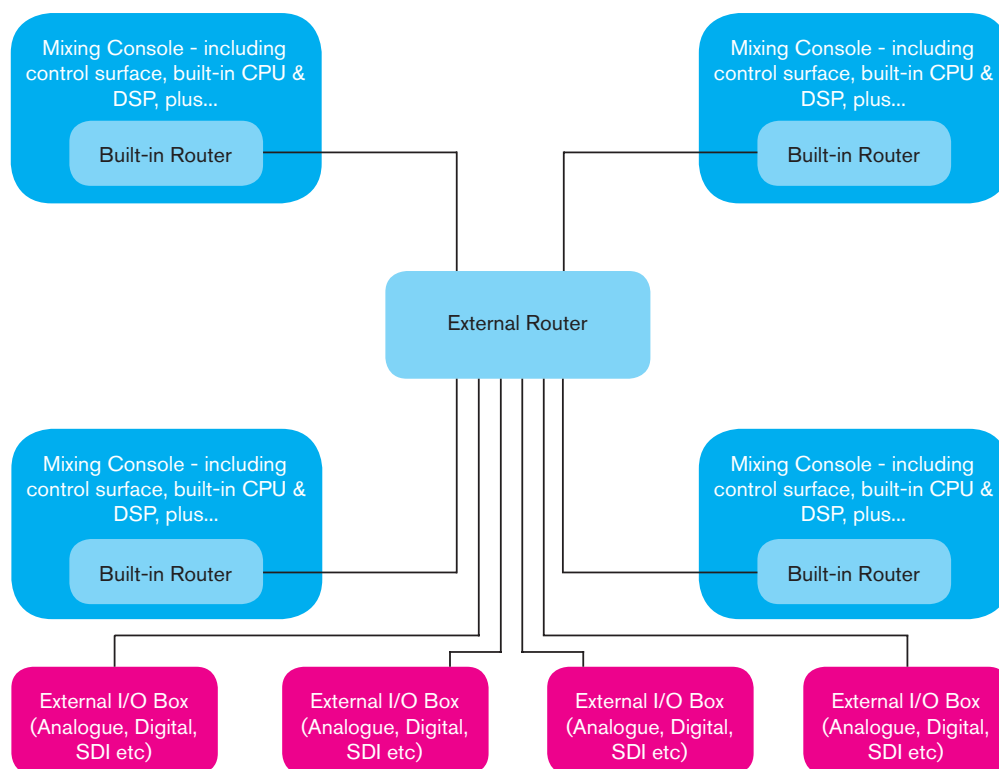 Mixing Console - including
control surface, built-in CPU &
DSP, plus...
Built-in Router
Mixing Console - including
control surface, built-in CPU &
DSP, plus...
Built-in Router
External Router
Mixing Console - including
control surface, built-in CPU &
DSP, plus...
Built-in Router
Mixing Console - including
control surface, built-in CPU &
DSP, plus...
Built-in Router
External I/O Box
(Analogue, Digital,
SDI etc)
External I/O Box
(Analogue, Digital,
SDI etc)
External I/O Box
(Analogue, Digital,
SDI etc)
External I/O Box
(Analogue, Digital,
SDI etc)